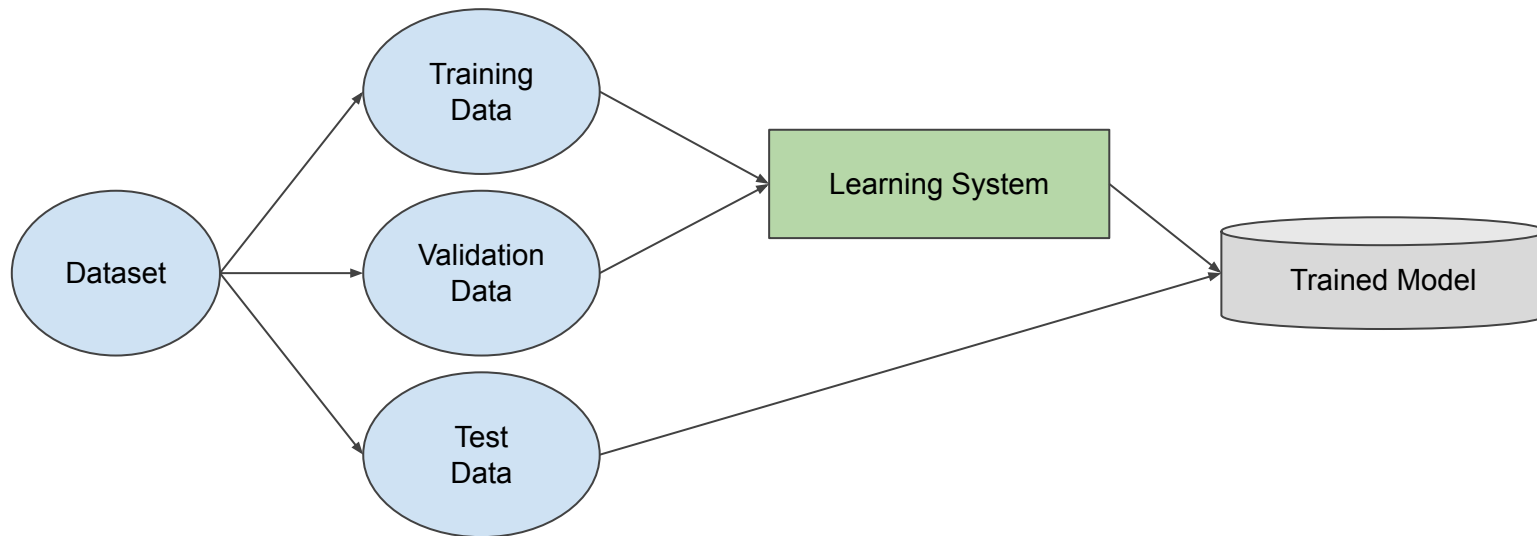 Training
Data
Learning System
Dataset
Validation
Data
Trained Model
Test
Data